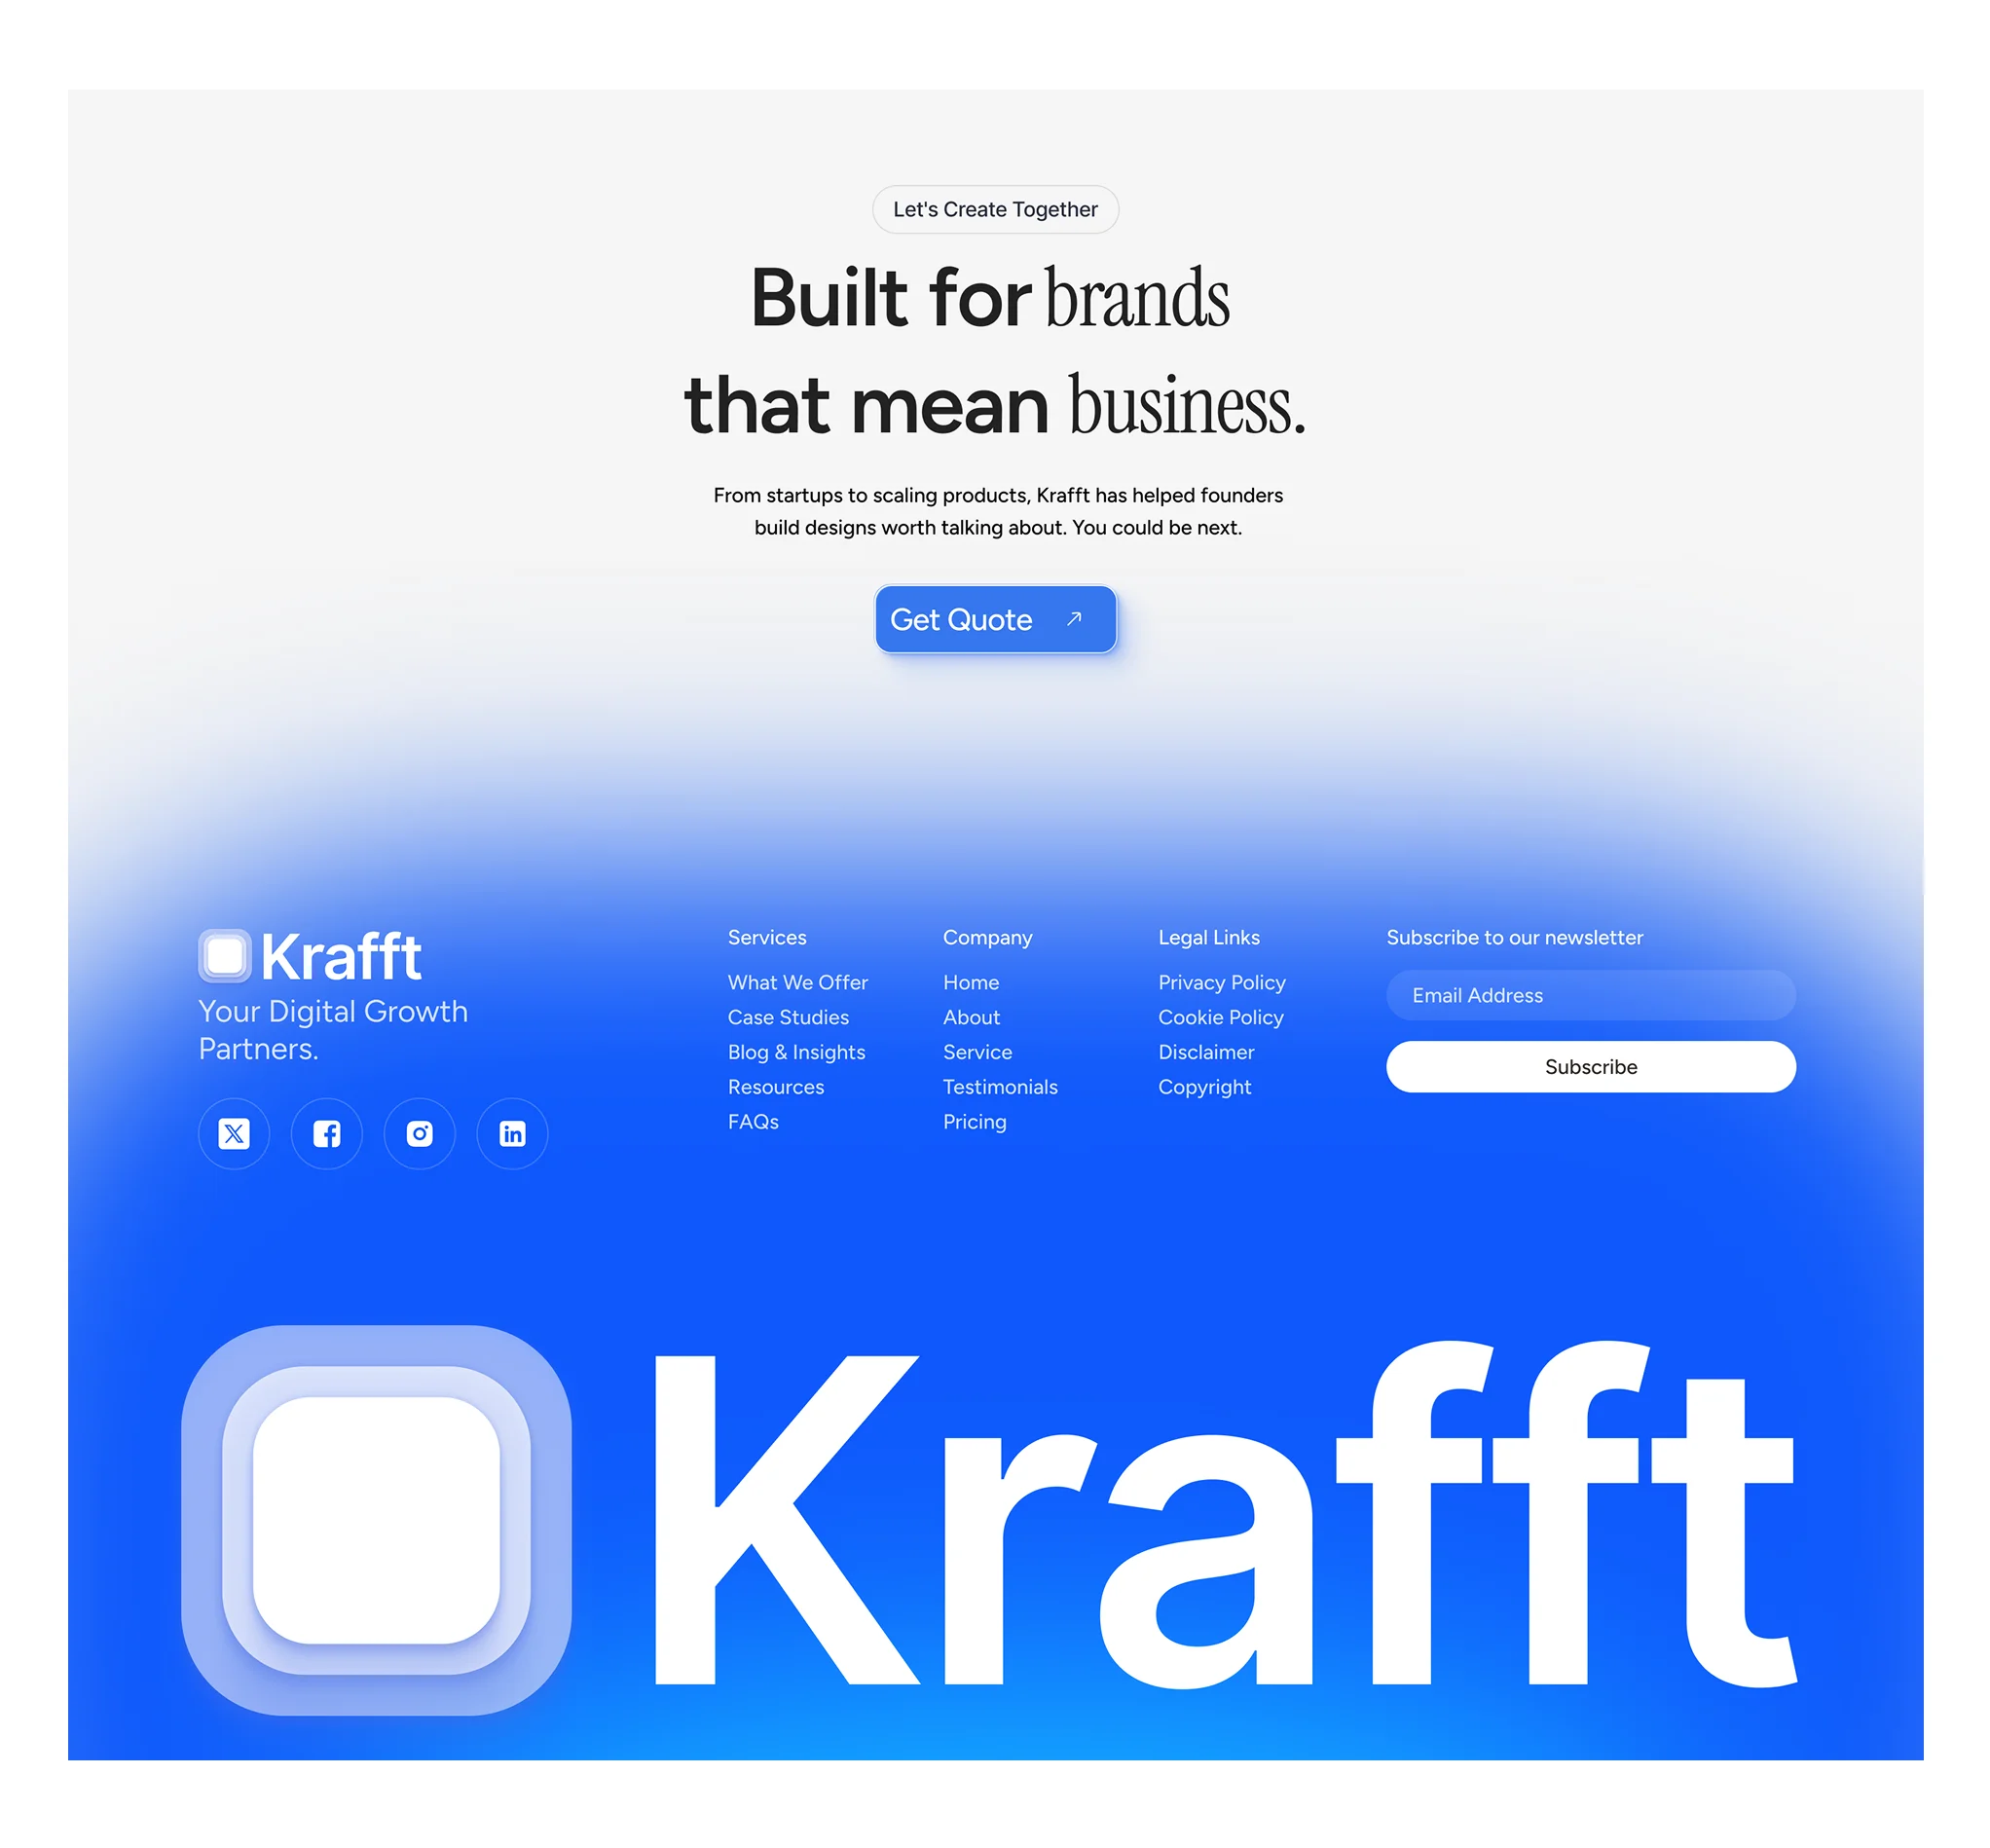 Let's Create Together
Built for brands
that mean business.
From startups to scaling products, Krafft has helped founders
build designs worth talking about. You could be next.
Get Quote
Krafft
Your Digital Growth
Partners.
Services
What We Offer
Case Studies
Blog & Insights
Resources
FAQs
Company
Home
About
Service
Testimonials
Pricing
Legal Links
Privacy Policy
Cookie Policy
Disclaimer
Copyright
Subscribe to our newsletter
Email Address
Subscribe
Krafft